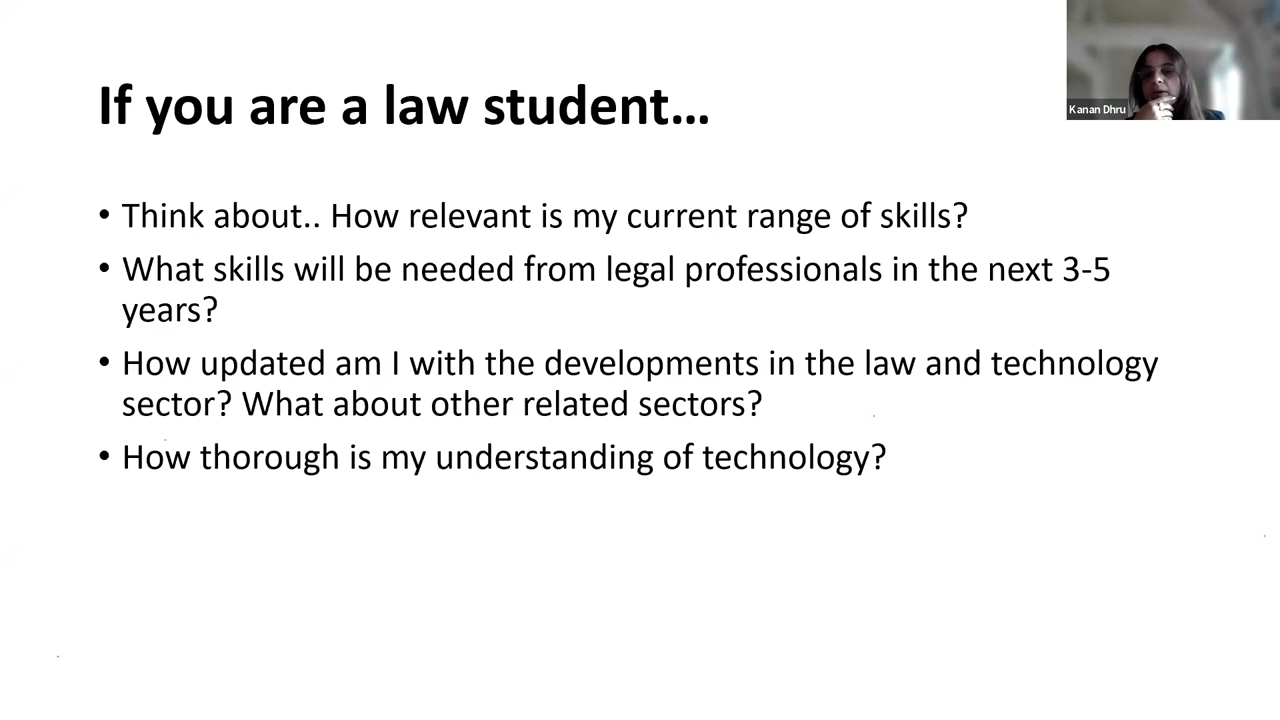 If you are a law student…
Kanan Dhru
• Think about.. How relevant is my current range of skills?
• What skills will be needed from legal professionals in the next 3-5
years?
• How updated am I with the developments in the law and technology
sector? What about other related sectors?
• How thorough is my understanding of technology?